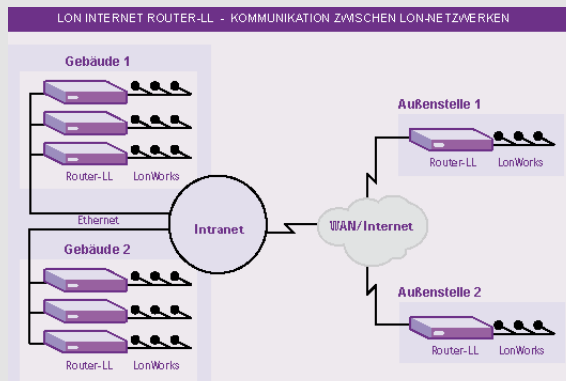 LON INTERNET ROUTER-LL - KOMMUNIKATION ZWISCHEN LON-NETZWERKEN
Gebäude 1
Router-LL LonWorks
Ethernet
Gebäude 2
Router-LL LonWorks
Intranet
WAN/Internet
Außenstelle 1
Router-LL LonWorks
Außenstelle 2
Router-LL LonWorks